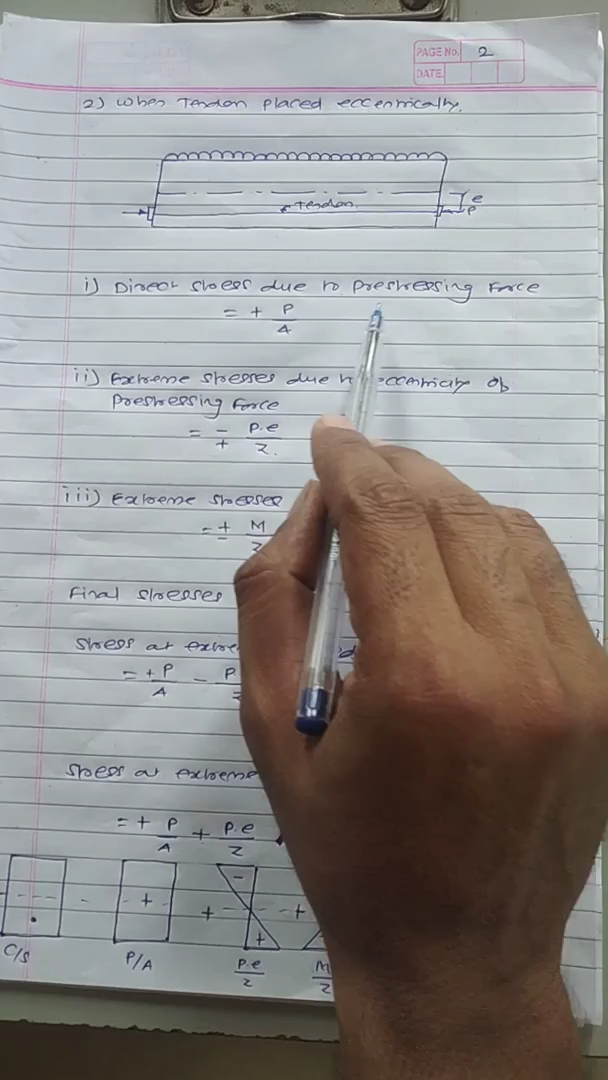 PAGE No. 2
DATE:
2) When Tendon placed eccentrically.
e
tendon
P
i) Direct stress due to prestressing Force
= + P/A
ii) Extreme stresses due to eccentricity of
prestressing Force
= -/+ P.e/Z.
iii) Extreme stresses
= ± M
Final stresses
stress at
= +P/A - P
stress at extreme
= + P/A + P.e/Z
- + + - + +
C/S P/A P.e/Z M/Z